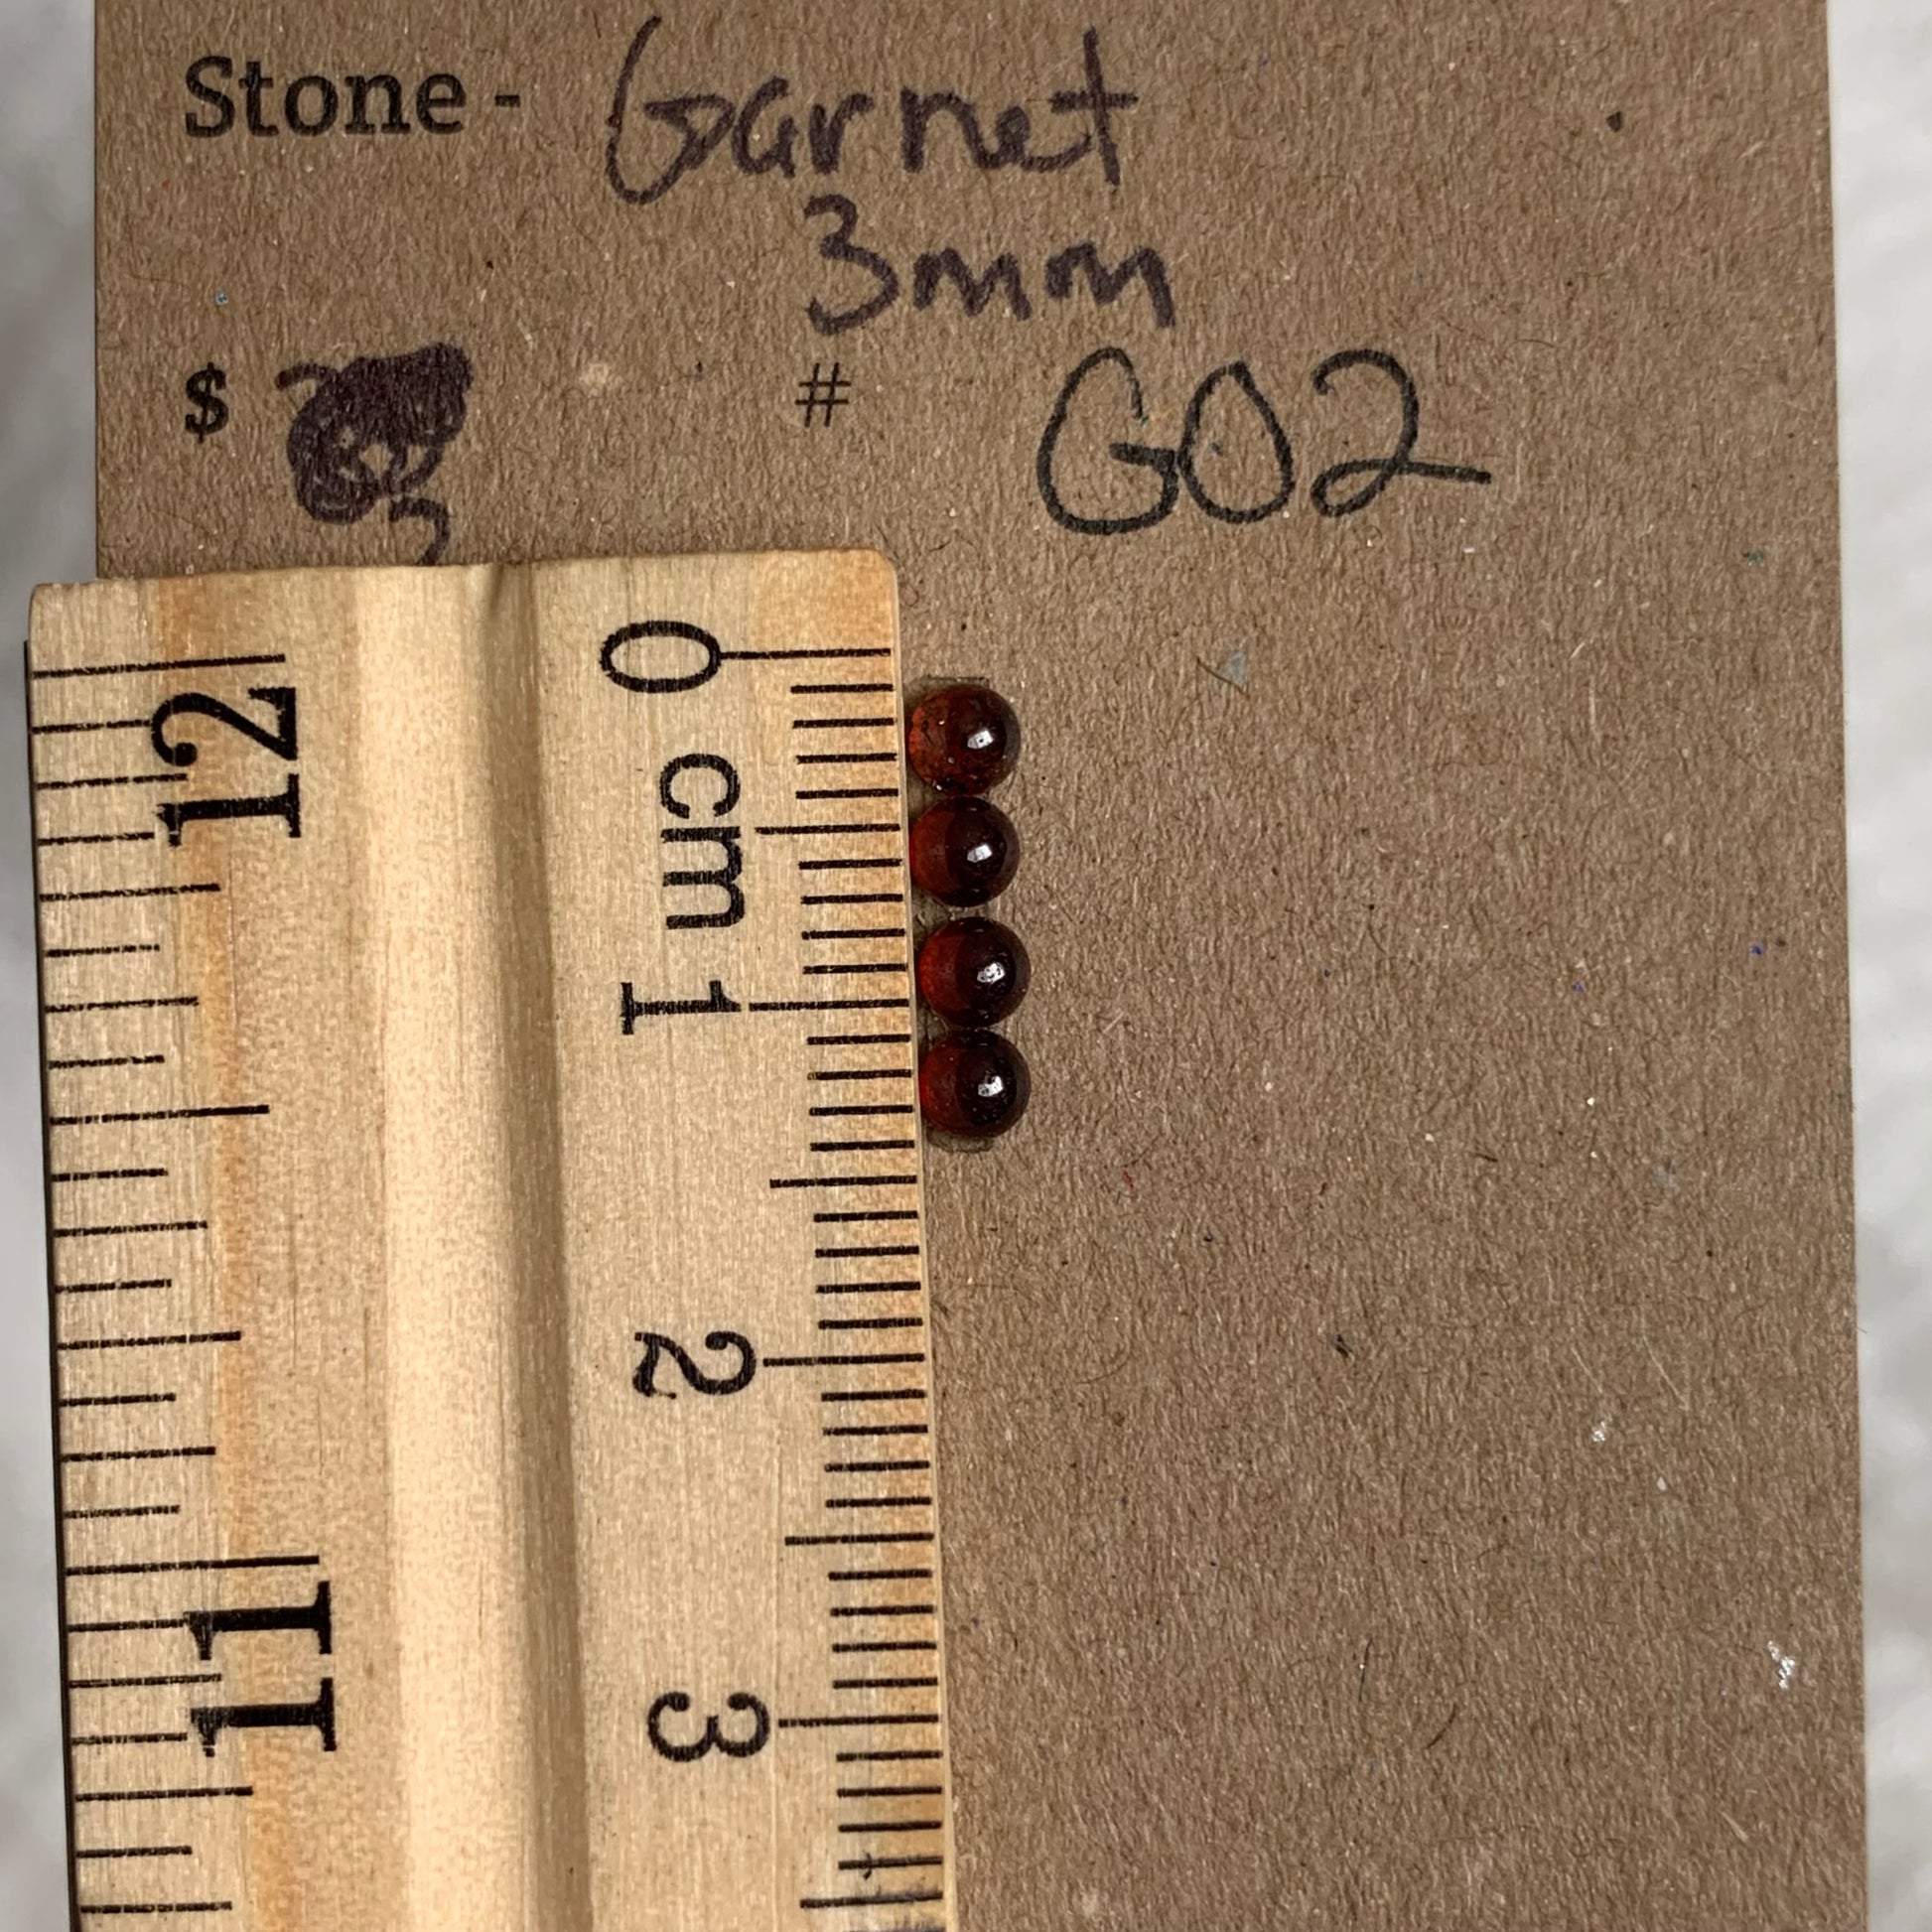 Stone - Garnet
3mm
$ # G02
0 cm 1 2 3
12 11